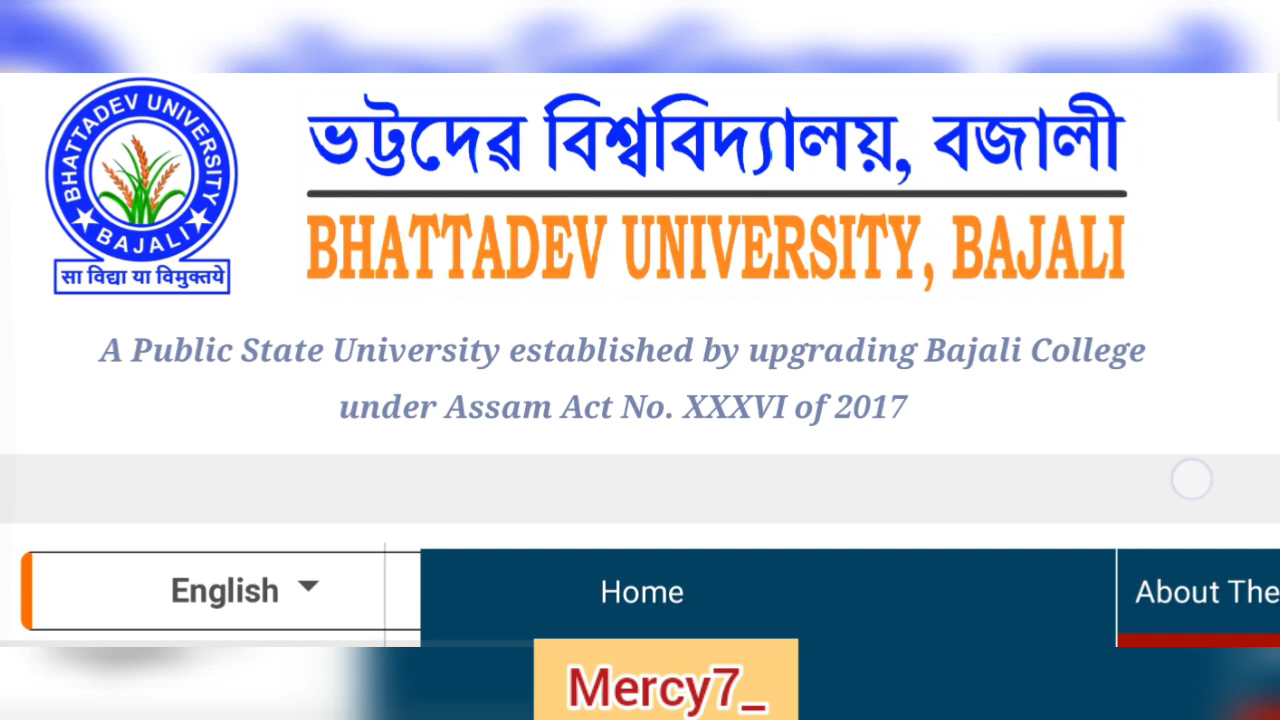 BHATTADEV UNIVERSITY
BAJALI
सा विद्या या विमुक्तये
ভট্টদেৱ বিশ্ববিদ্যালয়, বজালী
BHATTADEV UNIVERSITY, BAJALI
A Public State University established by upgrading Bajali College
under Assam Act No. XXXVI of 2017
English
Home
About The
Mercy7_